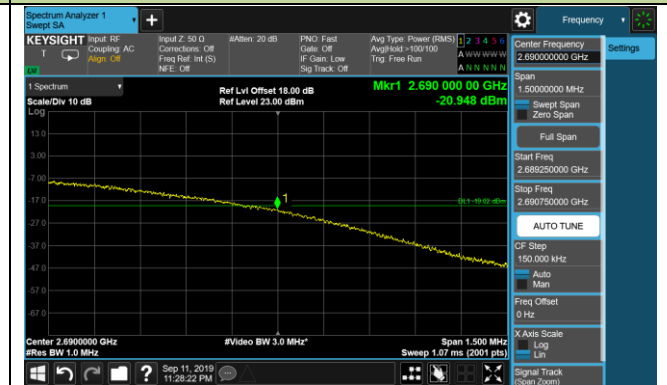 Spectrum Analyzer 1
Swept SA
Frequency
KEYSIGHT
T
Input: RF
Coupling: AC
Align: Off
Input Z: 50 Ω
Corrections: Off
Freq Ref: Int (S)
NFE: Off
#Atten: 20 dB
PNO: Fast
Gate: Off
IF Gain: Low
Sig Track: Off
Avg Type: Power (RMS)
Avg|Hold:>100/100
Trig: Free Run
1 2 3 4 5 6
A W W W W W
A N N N N N
1 Spectrum
Scale/Div 10 dB
Ref Lvl Offset 18.00 dB
Ref Level 23.00 dBm
Mkr1 2.690 000 00 GHz
-20.948 dBm
Log
13.0
3.00
-7.00
-17.0
-27.0
-37.0
-47.0
-57.0
-67.0
1
DL1 -19.02 dBm
Center 2.6900000 GHz
#Res BW 1.0 MHz
#Video BW 3.0 MHz*
Span 1.500 MHz
Sweep 1.07 ms (2001 pts)
Sep 11, 2019
11:28:22 PM
Settings
Center Frequency
2.690000000 GHz
Span
1.50000000 MHz
Swept Span
Zero Span
Full Span
Start Freq
2.689250000 GHz
Stop Freq
2.690750000 GHz
AUTO TUNE
CF Step
150.000 kHz
Auto
Man
Freq Offset
0 Hz
X Axis Scale
Log
Lin
Signal Track
(Span Zoom)